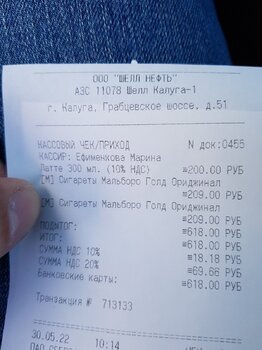 ООО "ШЕЛЛ НЕФТЬ"
АЗС 11078 Шелл Калуга-1
г. Калуга, Грабцевское шоссе, д.51
КАССОВЫЙ ЧЕК/ПРИХОД N док:0455
КАССИР: Ефименкова Марина
Латте 300 мл. (10% НДС) =200.00 РУБ
[М] Сигареты Мальборо Голд Ориджинал
=209.00 РУБ
[М] Сигареты Мальборо Голд Ориджинал
=209.00 РУБ
ПОДЫТОГ: =618.00 РУБ
ИТОГ: =618.00 РУБ
СУММА НДС 10% =18.18 РУБ
СУММА НДС 20% =69.66 РУБ
Банковские карты: =618.00 РУБ
Транзакция № 713133
30.05.22 10:14